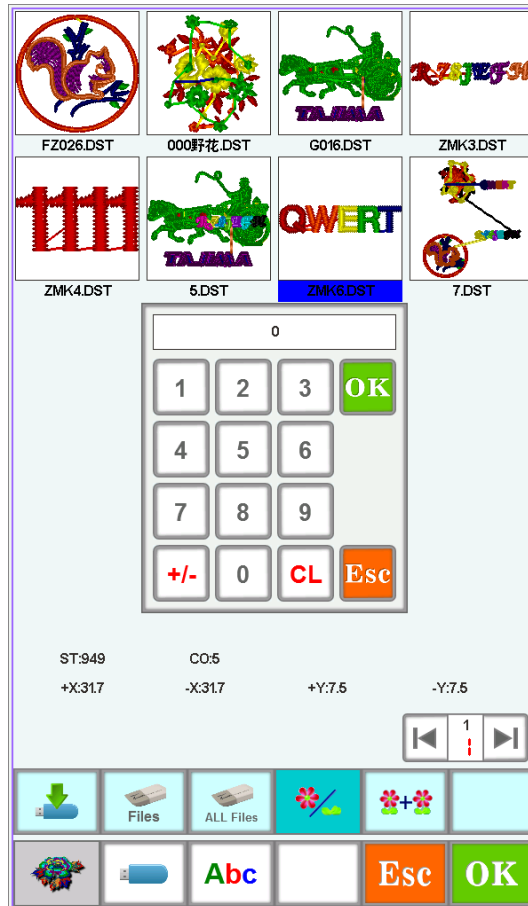 TAJIMA
RZSJEFH
FZ026.DST
000野花.DST
G016.DST
ZMK3.DST
TAJIMA
QWERT
ZMK4.DST
5.DST
ZMK6.DST
7.DST
0
1 2 3 OK
4 5 6
7 8 9
+/- 0 CL Esc
ST:949
CO:5
+X:31.7
-X:31.7
+Y:7.5
-Y:7.5
1
Files
ALL Files
Abc
Esc
OK